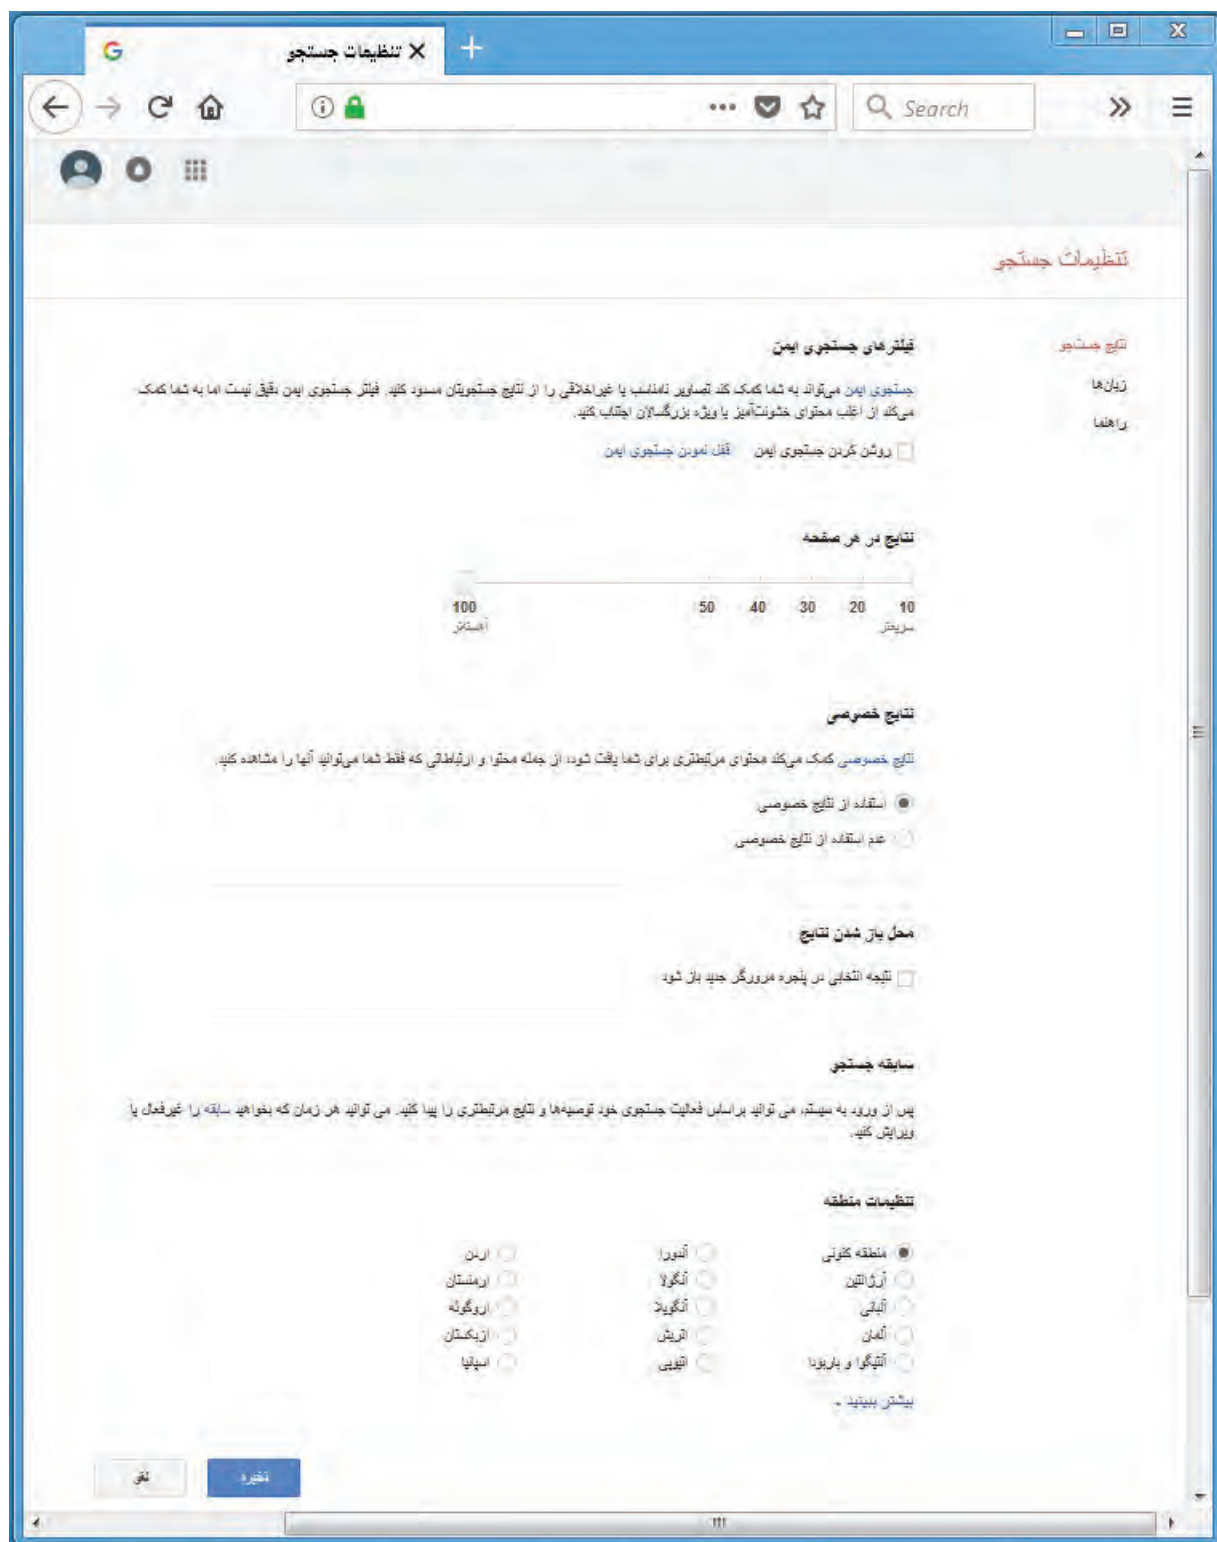 تنظیمات جستجو
Search
تنظیمات جستجو
نتایج جستجو
زبان‌ها
راهنما
فیلترهای جستجوی ایمن
جستجوی ایمن می‌تواند به شما کمک کند تصاویر نامناسب یا غیراخلاقی را از نتایج جستجویتان مسدود کنید. فیلتر جستجوی ایمن دقیق نیست اما به شما کمک
می‌کند از اغلب محتوای خشونت‌آمیز یا ویژه بزرگسالان اجتناب کنید.
روشن کردن جستجوی ایمن قفل نمودن جستجوی ایمن
نتایج در هر صفحه
10 20 30 40 50 100
سریعتر آهسته‌تر
نتایج خصوصی
نتایج خصوصی کمک می‌کند محتوای مرتبطتری برای شما یافت شود، از جمله محتوا و ارتباطاتی که فقط شما می‌توانید آنها را مشاهده کنید.
استفاده از نتایج خصوصی
عدم استفاده از نتایج خصوصی
محل باز شدن نتایج
نتیجه انتخابی در پنجره مرورگر جدید باز شود
سابقه جستجو
پس از ورود به سیستم، می توانید براساس فعالیت جستجوی خود توصیه‌ها و نتایج مرتبطتری را پیدا کنید. می توانید هر زمان که بخواهید سابقه را غیرفعال یا
ویرایش کنید.
تنظیمات منطقه
منطقه کنونی آندورا اردن
آرژانتین آنگولا ارمنستان
آلبانی آنگویلا اروگوئه
آلمان اتریش ازبکستان
آنتیگوا و باربودا اتیوپی اسپانیا
بیشتر ببینید
ذخیره لغو